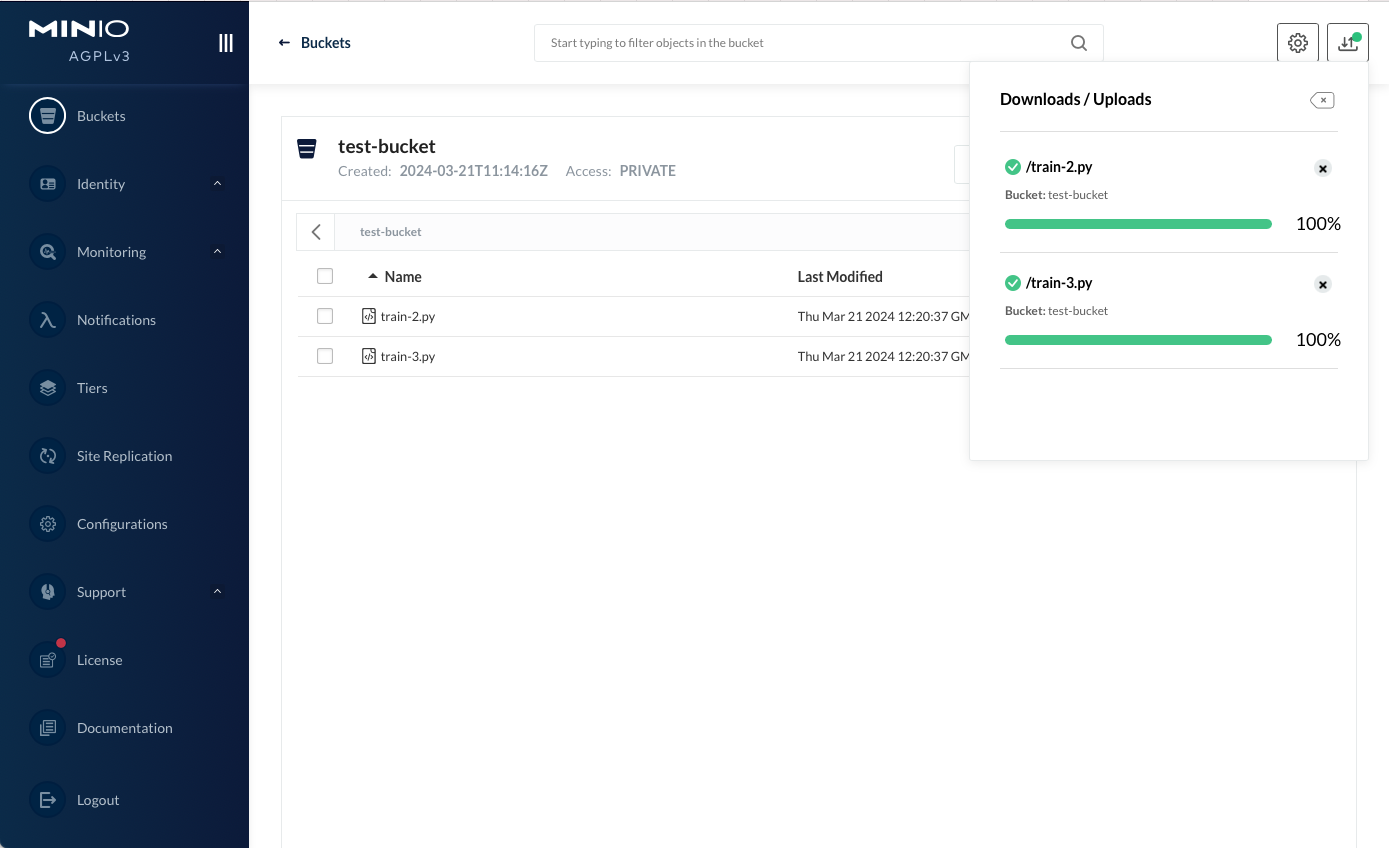 MINIO
AGPLv3
Buckets
Identity
Monitoring
Notifications
Tiers
Site Replication
Configurations
Support
License
Documentation
Logout
← Buckets
Start typing to filter objects in the bucket
test-bucket
Created: 2024-03-21T11:14:16Z Access: PRIVATE
test-bucket
Name Last Modified
train-2.py Thu Mar 21 2024 12:20:37 GM
train-3.py Thu Mar 21 2024 12:20:37 GM
Downloads / Uploads
/train-2.py
Bucket: test-bucket
100%
/train-3.py
Bucket: test-bucket
100%